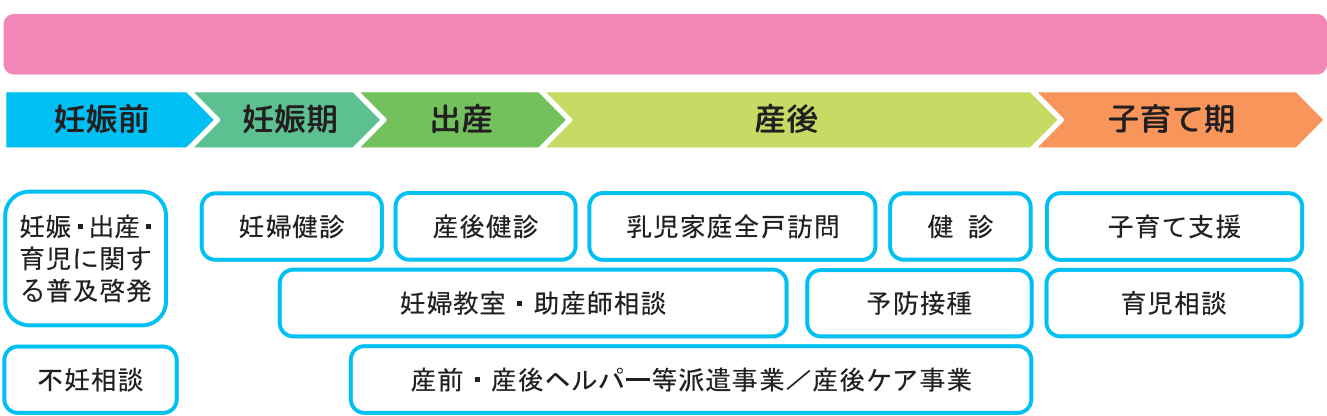 妊娠前
妊娠期
出産
産後
子育て期
妊娠・出産・
育児に関す
る普及啓発
妊婦健診
産後健診
乳児家庭全戸訪問
健 診
子育て支援
妊婦教室・助産師相談
予防接種
育児相談
不妊相談
産前・産後ヘルパー等派遣事業／産後ケア事業